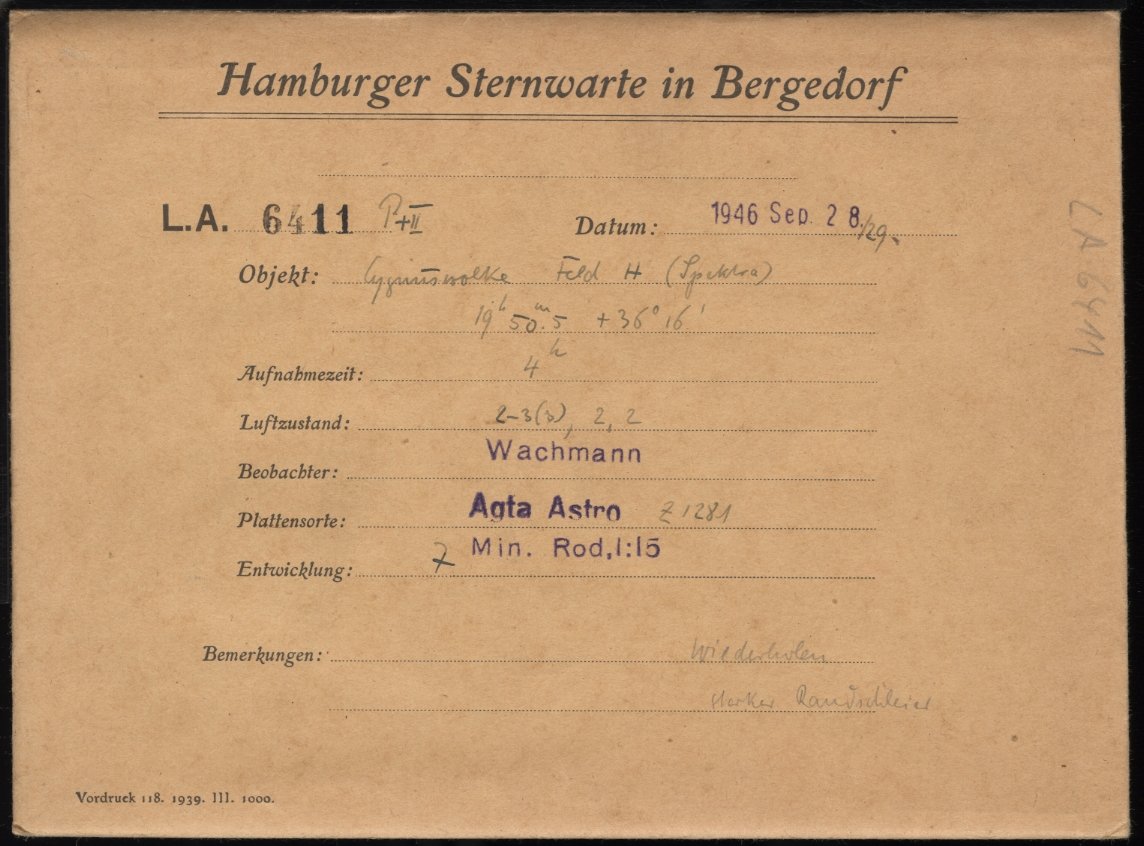 Hamburger Sternwarte in Bergedorf
L.A. 6411 P+II Datum: 1946 Sep. 28./29.
Objekt: Cygnuswolke Feld H (Spektra)
19h 50m.5 +36° 16'
Aufnahmezeit: 4h
Luftzustand: 2-3(3), 2, 2
Beobachter: Wachmann
Plattensorte: Agfa Astro Z 1281
Entwicklung: 7 Min. Rod,1:15
Bemerkungen: Wiederholen
starker Randschleier
Vordruck 118. 1939. III. 1000.
LA 6411